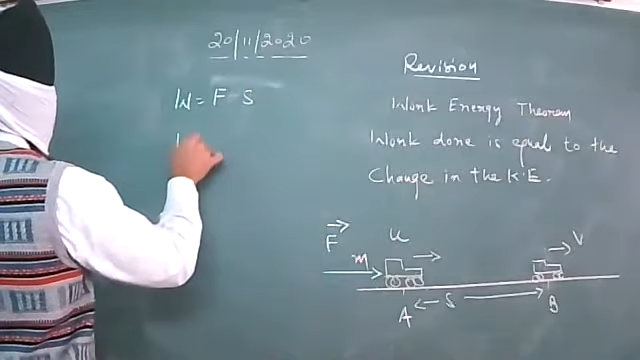 20/11/2020
Revision
W = F S
Work Energy Theorem
Work done is equal to the
Change in the K.E.
F
m
u
V
A
S
B